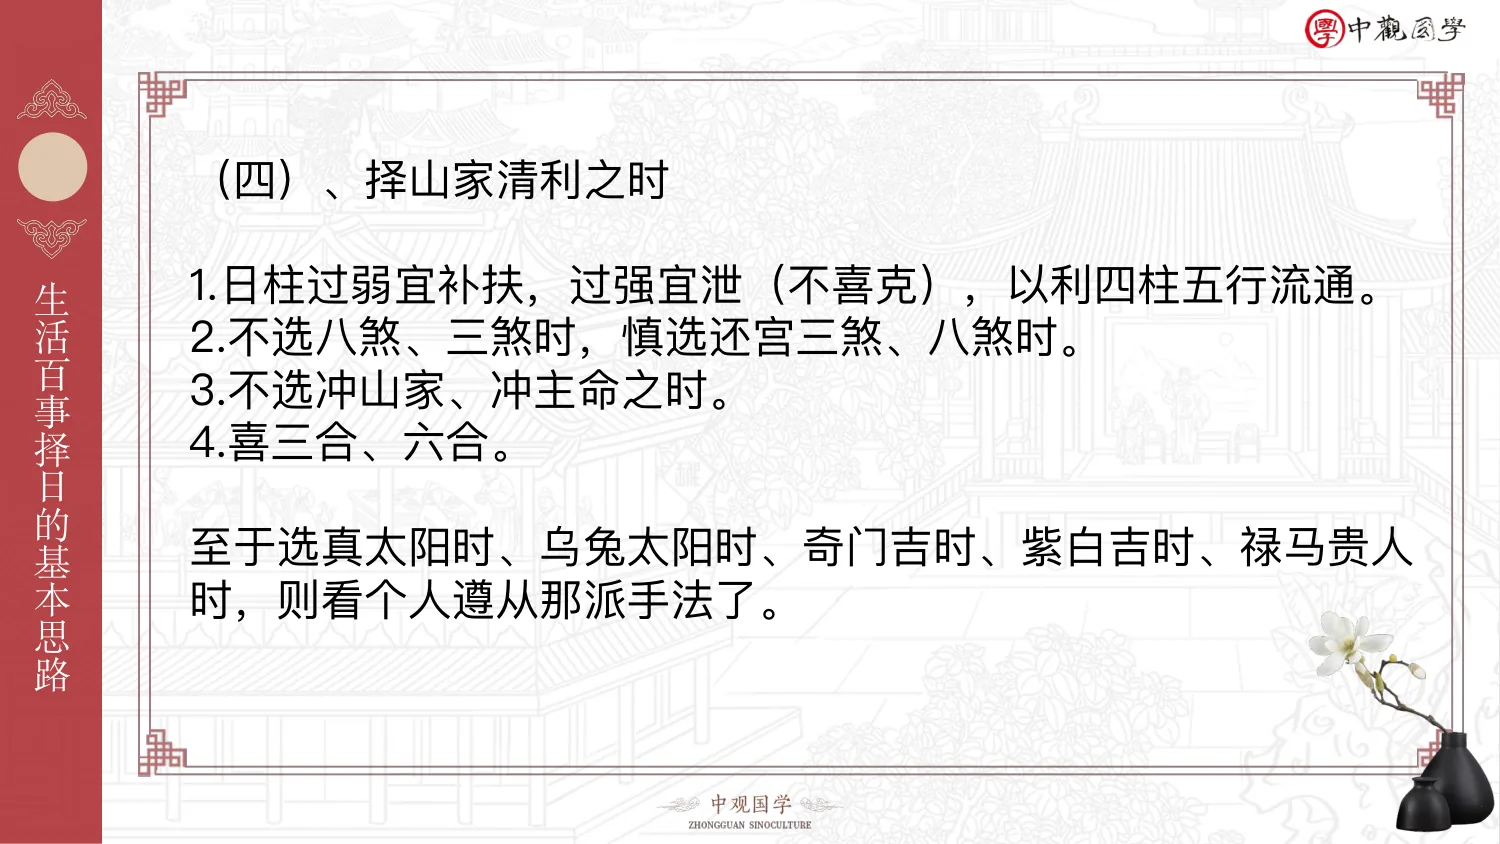 學中觀国學
生活百事择日的基本思路
（四）、择山家清利之时
1.日柱过弱宜补扶，过强宜泄（不喜克），以利四柱五行流通。
2.不选八煞、三煞时，慎选还宫三煞、八煞时。
3.不选冲山家、冲主命之时。
4.喜三合、六合。
至于选真太阳时、乌兔太阳时、奇门吉时、紫白吉时、禄马贵人
时，则看个人遵从那派手法了。
中观国学
ZHONGGUAN SINOCULTURE